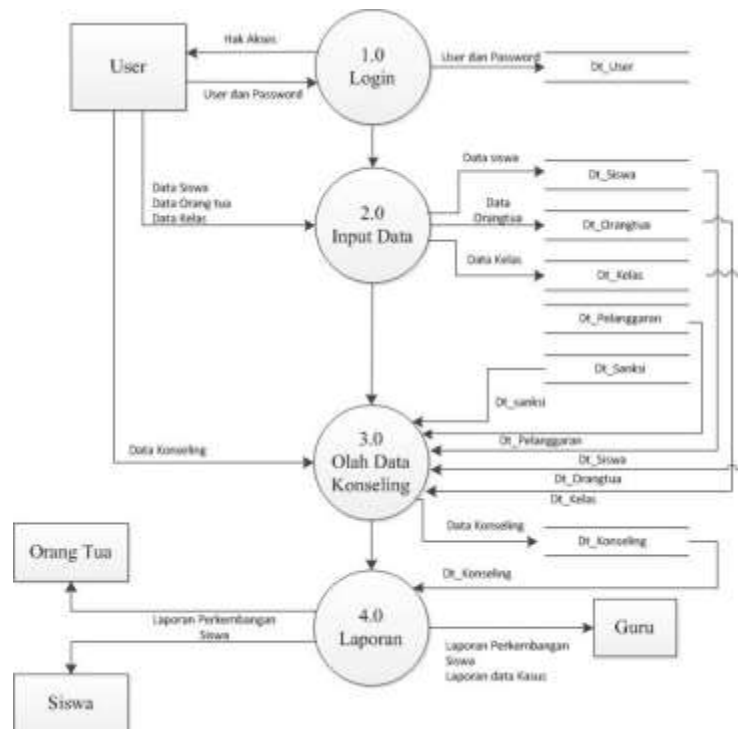 Hak Akses
User
1.0
Login
User dan Password
Dt_User
User dan Password
Data siswa
Dt_Siswa
Data Siswa
Data Orang tua
Data Kelas
2.0
Input Data
Data
Orangtua
Dt_Orangtua
Data Kelas
Dt_Kelas
Dt_Pelanggaran
Dt_Sanksi
Dt_sanksi
Data Konseling
3.0
Olah Data
Konseling
Dt_Pelanggaran
Dt_Siswa
Dt_Orangtua
Dt_Kelas
Data Konseling
Dt_Konseling
Dt_Konseling
Orang Tua
Laporan Perkembangan
Siswa
4.0
Laporan
Guru
Laporan Perkembangan
Siswa
Laporan data Kasus
Siswa